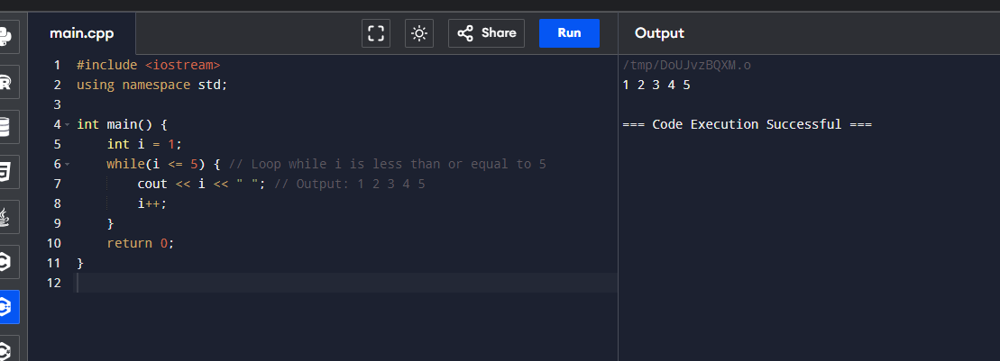 main.cpp
Share
Run
Output
1 #include <iostream>
2 using namespace std;
3
4 int main() {
5     int i = 1;
6     while(i <= 5) { // Loop while i is less than or equal to 5
7         cout << i << " "; // Output: 1 2 3 4 5
8         i++;
9     }
10     return 0;
11 }
12
/tmp/DoUJvzBQXM.o
1 2 3 4 5
=== Code Execution Successful ===